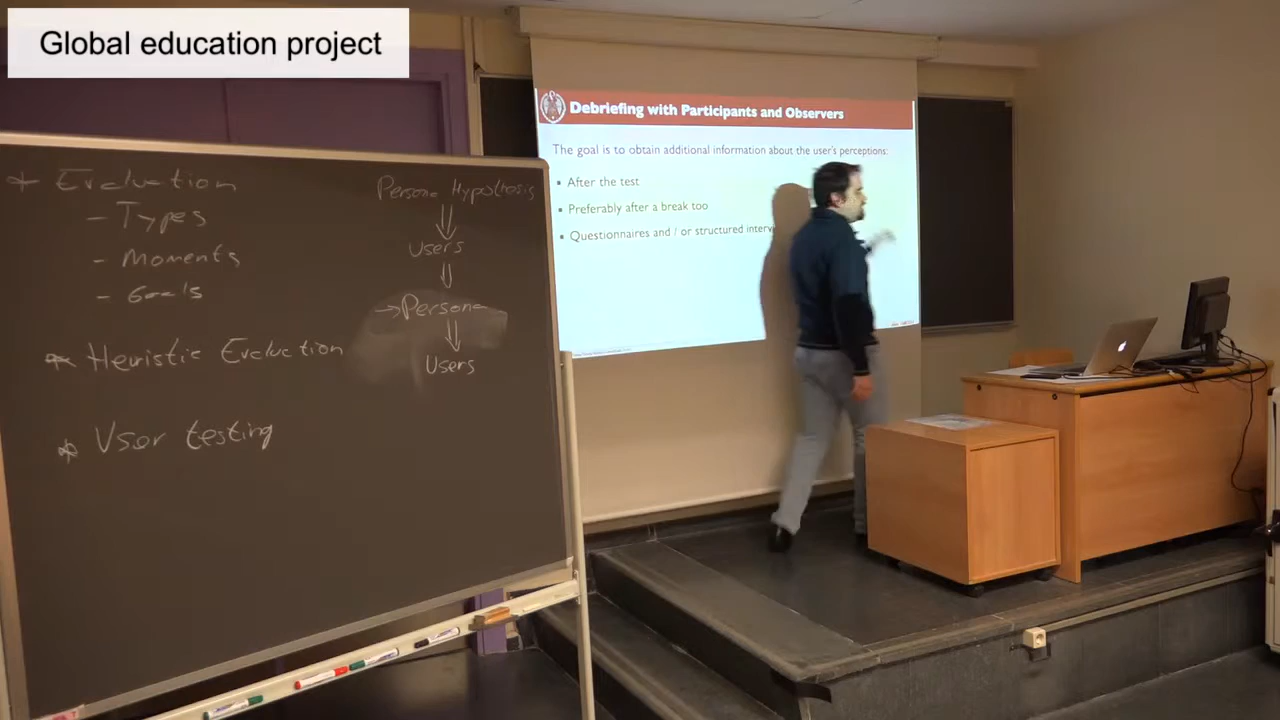 Global education project
Debriefing with Participants and Observers
The goal is to obtain additional information about the user's perceptions:
▪ After the test
▪ Preferably after a break too
▪ Questionnaires and / or structured interv
* Evaluation
- Types
- Moments
- Goals
* Heuristic Evaluation
* User testing
Persona Hypothesis
⇓
Users
⇓
→ Persona
⇓
Users